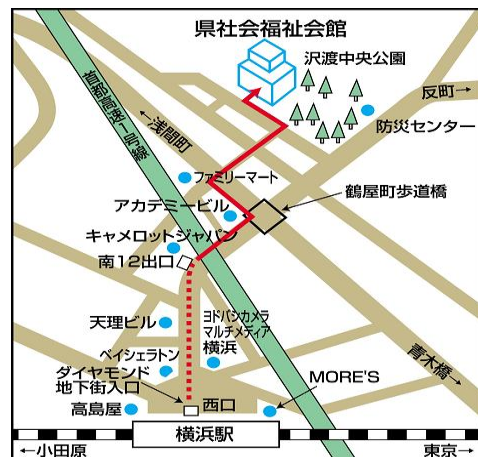 県社会福祉会館
沢渡中央公園
反町→
首都高速1号線
←浅間町
防災センター
ファミリーマート
鶴屋町歩道橋
アカデミービル
キャメロットジャパン
南12出口
天理ビル
ヨドバシカメラ
マルチメディア
横浜
ベイシェラトン
ダイヤモンド
地下街入口
青木橋→
MORE'S
高島屋
西口
横浜駅
←小田原
東京→